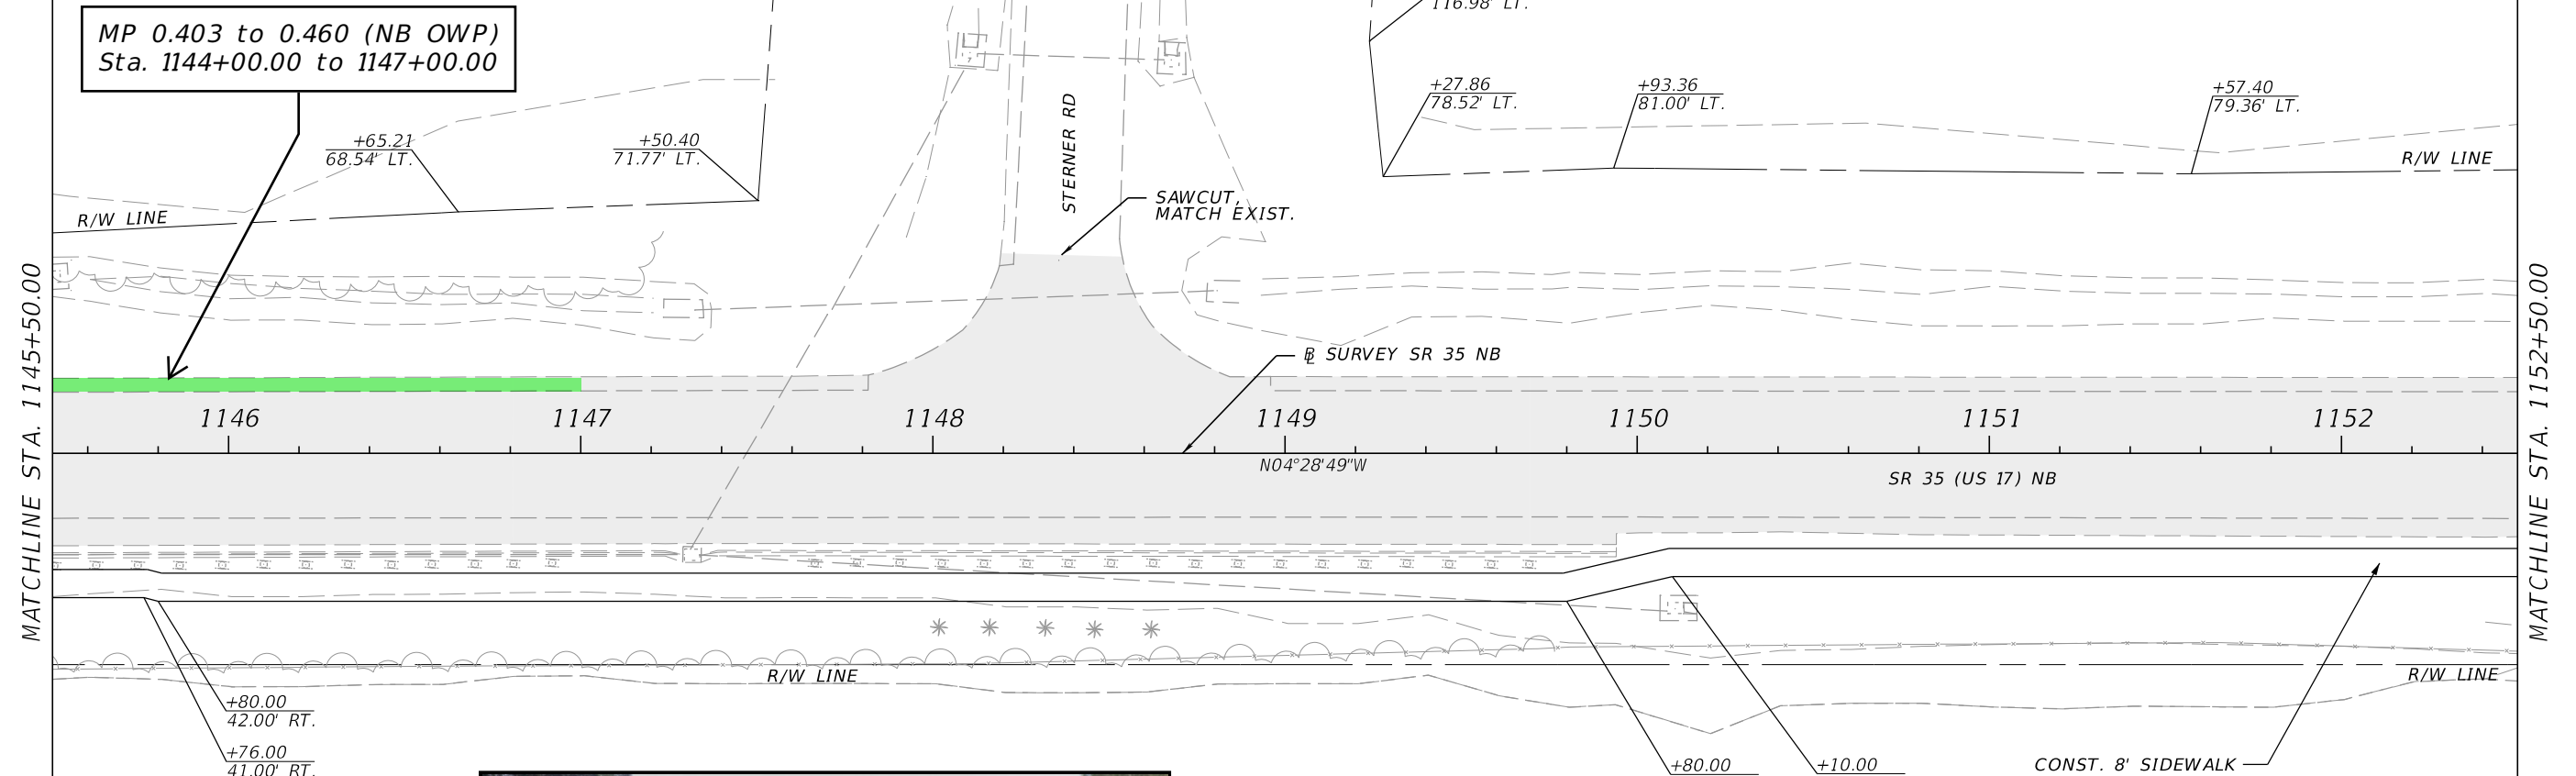 MP 0.403 to 0.460 (NB OWP)
Sta. 1144+00.00 to 1147+00.00
116.98' LT.
+27.86
78.52' LT.
+93.36
81.00' LT.
+57.40
79.36' LT.
+65.21
68.54' LT.
+50.40
71.77' LT.
STERNER RD
R/W LINE
R/W LINE
SAWCUT,
MATCH EXIST.
MATCHLINE STA. 1145+50.00
MATCHLINE STA. 1152+50.00
BL SURVEY SR 35 NB
1146
1147
1148
1149
1150
1151
1152
N04°28'49"W
SR 35 (US 17) NB
R/W LINE
R/W LINE
+80.00
42.00' RT.
+76.00
41.00' RT.
+80.00
+10.00
CONST. 8' SIDEWALK